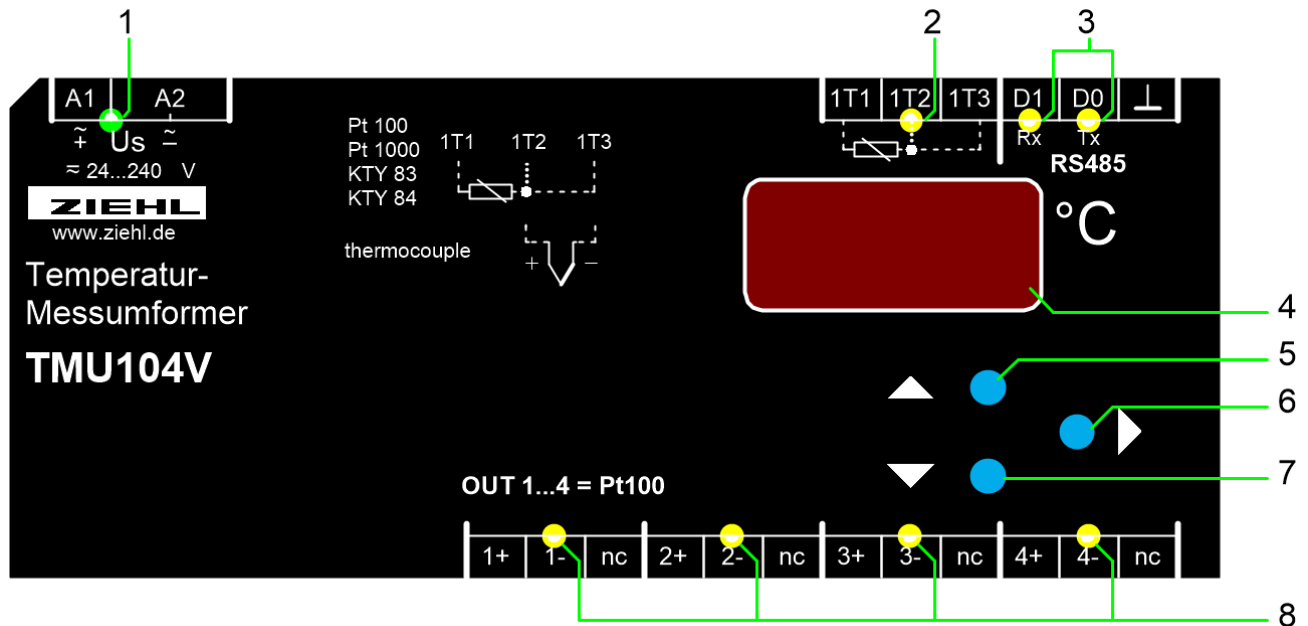 1
2
3
A1 A2
1T1 1T2 1T3 D1 D0
Us
Rx Tx
≂ 24...240 V
RS485
Pt 100
Pt 1000
KTY 83
KTY 84
1T1 1T2 1T3
ZIEHL
www.ziehl.de
°C
thermocouple
+ −
Temperatur-
Messumformer
TMU104V
4
5
6
7
OUT 1...4 = Pt100
1+ 1- nc 2+ 2- nc 3+ 3- nc 4+ 4- nc
8